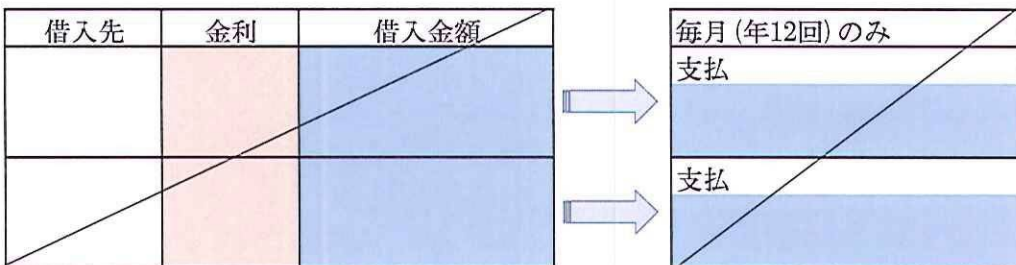 借入先 金利 借入金額
毎月(年12回)のみ
支払
支払